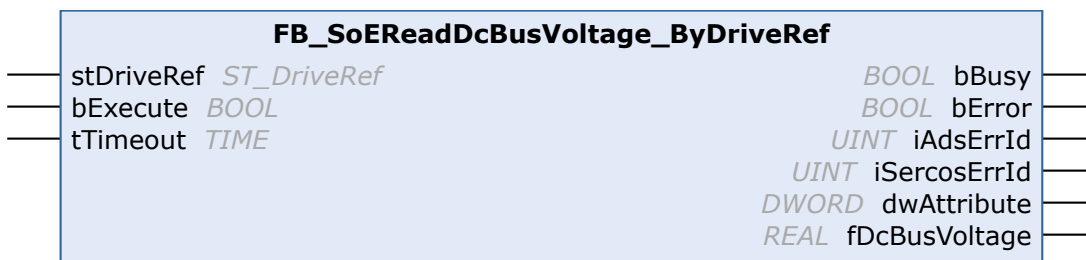 FB_SoEReadDcBusVoltage_ByDriveRef
stDriveRef ST_DriveRef BOOL bBusy
bExecute BOOL BOOL bError
tTimeout TIME UINT iAdsErrId
UINT iSercosErrId
DWORD dwAttribute
REAL fDcBusVoltage